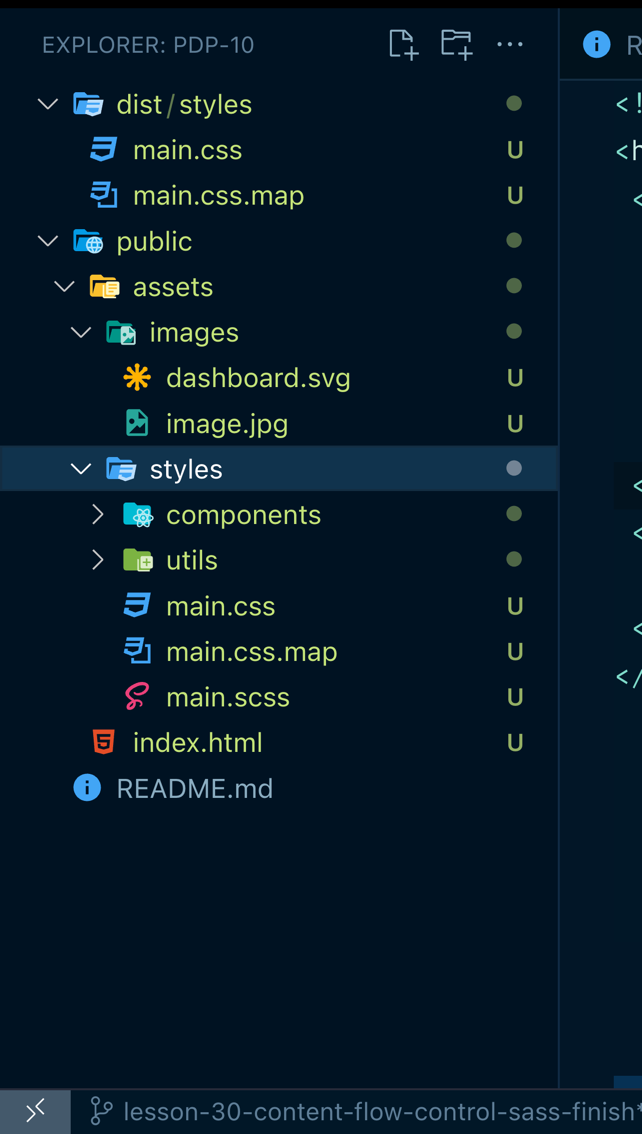 EXPLORER: PDP-10
R
dist/styles
<!
main.css U
<h
main.css.map U
<
public
assets
images
dashboard.svg U
image.jpg U
styles
<
components
<
utils
main.css U
<
main.css.map U
</
main.scss U
index.html U
README.md
lesson-30-content-flow-control-sass-finish*